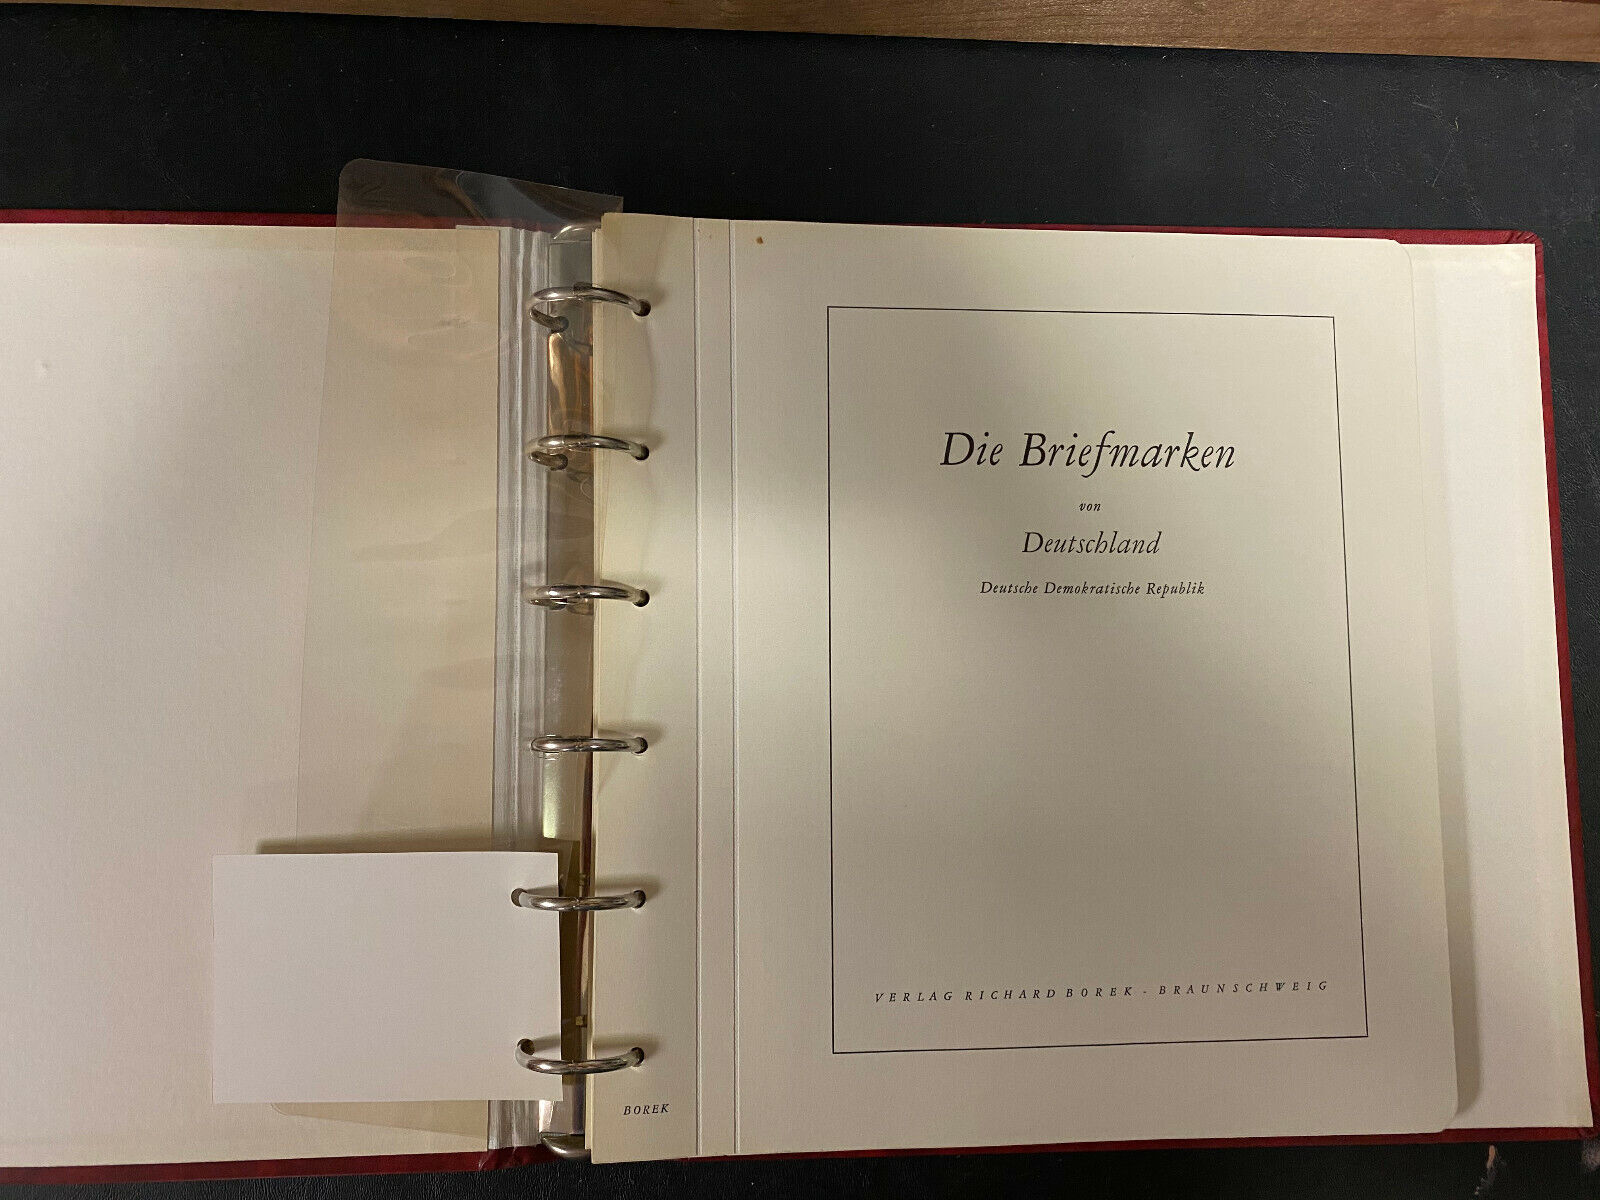 Die Briefmarken
von
Deutschland
Deutsche Demokratische Republik
VERLAG RICHARD BOREK - BRAUNSCHWEIG
BOREK